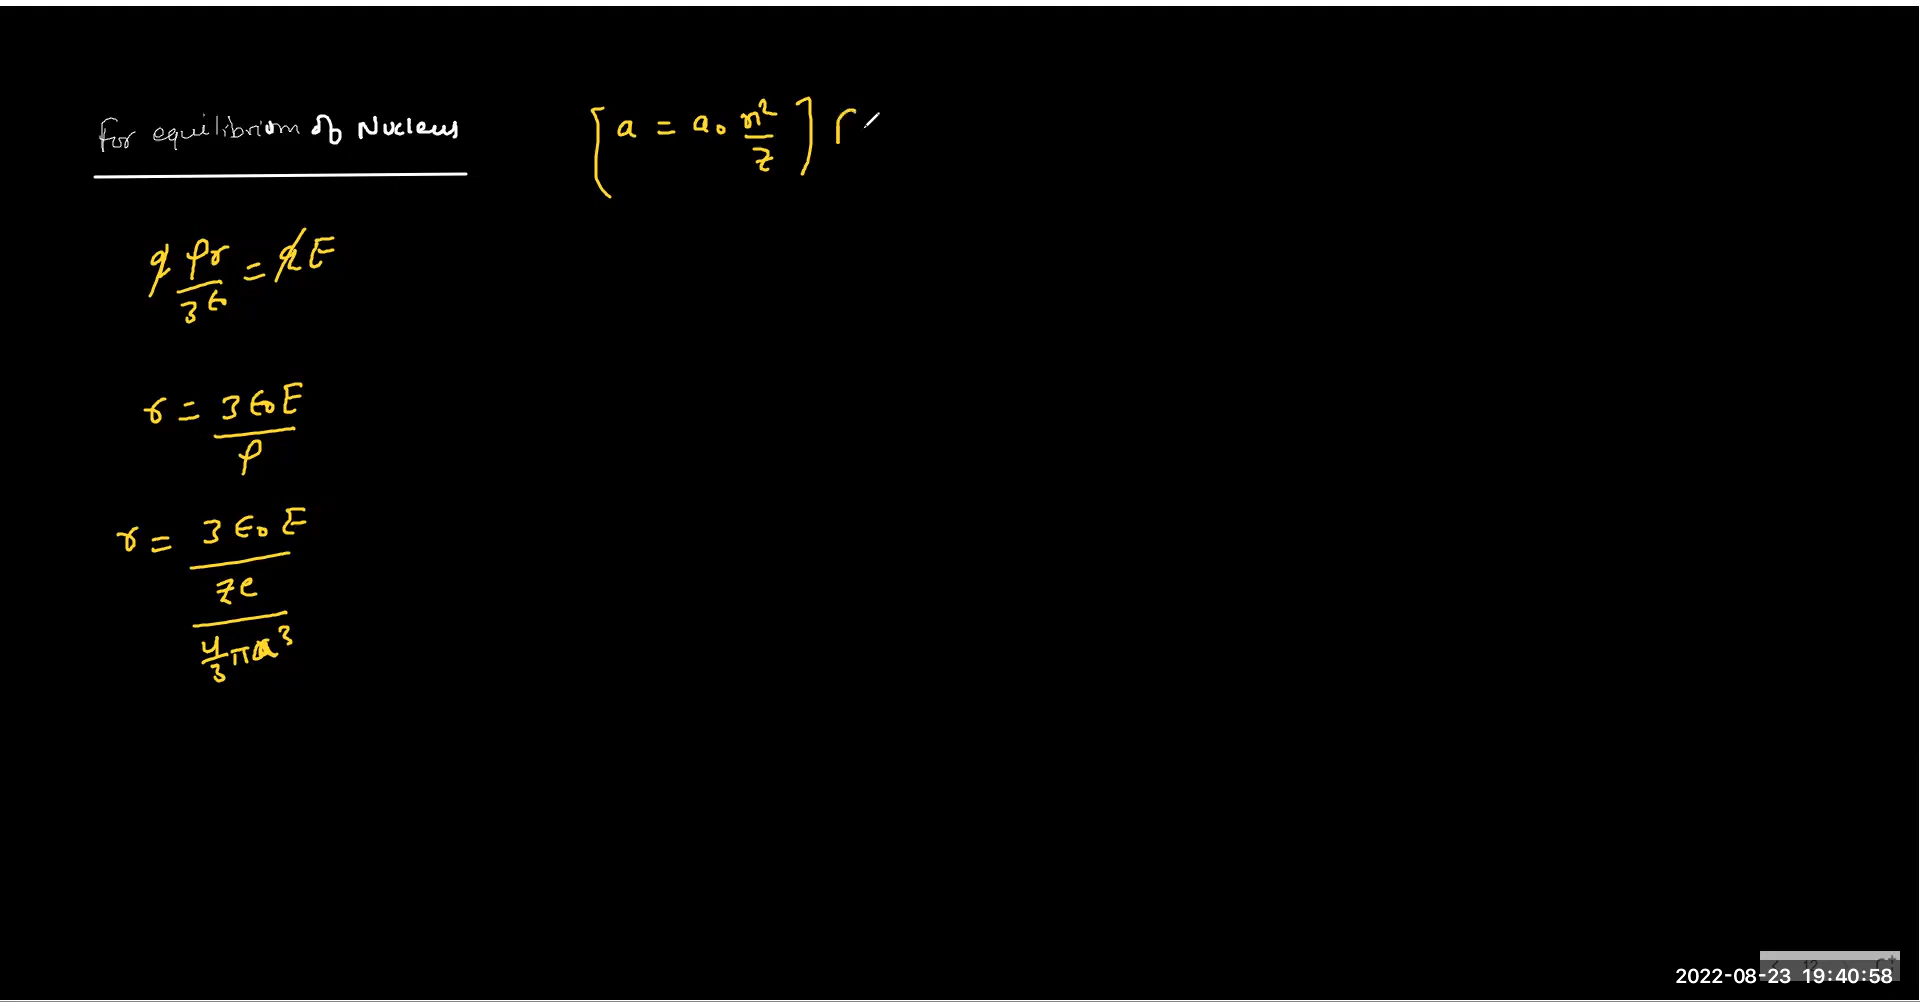 For equilibrium of Nucleus
[a = a₀ n²/z] r
q ρr/3ϵ = qE
r = 3ϵ₀E/ρ
r = 3ϵ₀E / (ze / (4/3 πa³))
2022-08-23 19:40:58